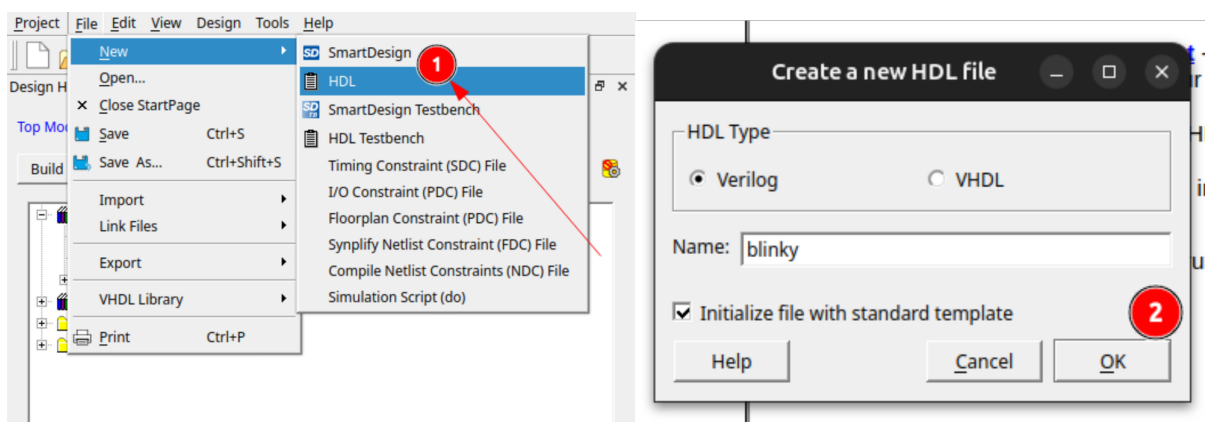 Project File Edit View Design Tools Help
New
Open...
Close StartPage
Save Ctrl+S
Save As... Ctrl+Shift+S
Import
Link Files
Export
VHDL Library
Print Ctrl+P
Design H
Top Mo
Build
SmartDesign
HDL
SmartDesign Testbench
HDL Testbench
Timing Constraint (SDC) File
I/O Constraint (PDC) File
Floorplan Constraint (PDC) File
Synplify Netlist Constraint (FDC) File
Compile Netlist Constraints (NDC) File
Simulation Script (do)
1
Create a new HDL file
HDL Type
Verilog VHDL
Name: blinky
Initialize file with standard template
2
Help Cancel OK